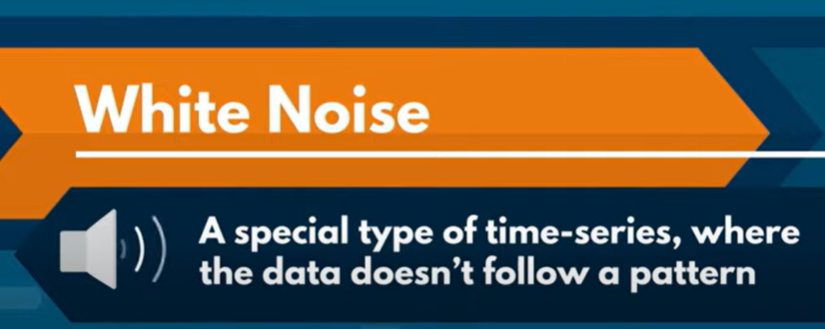 White Noise
A special type of time-series, where
the data doesn't follow a pattern